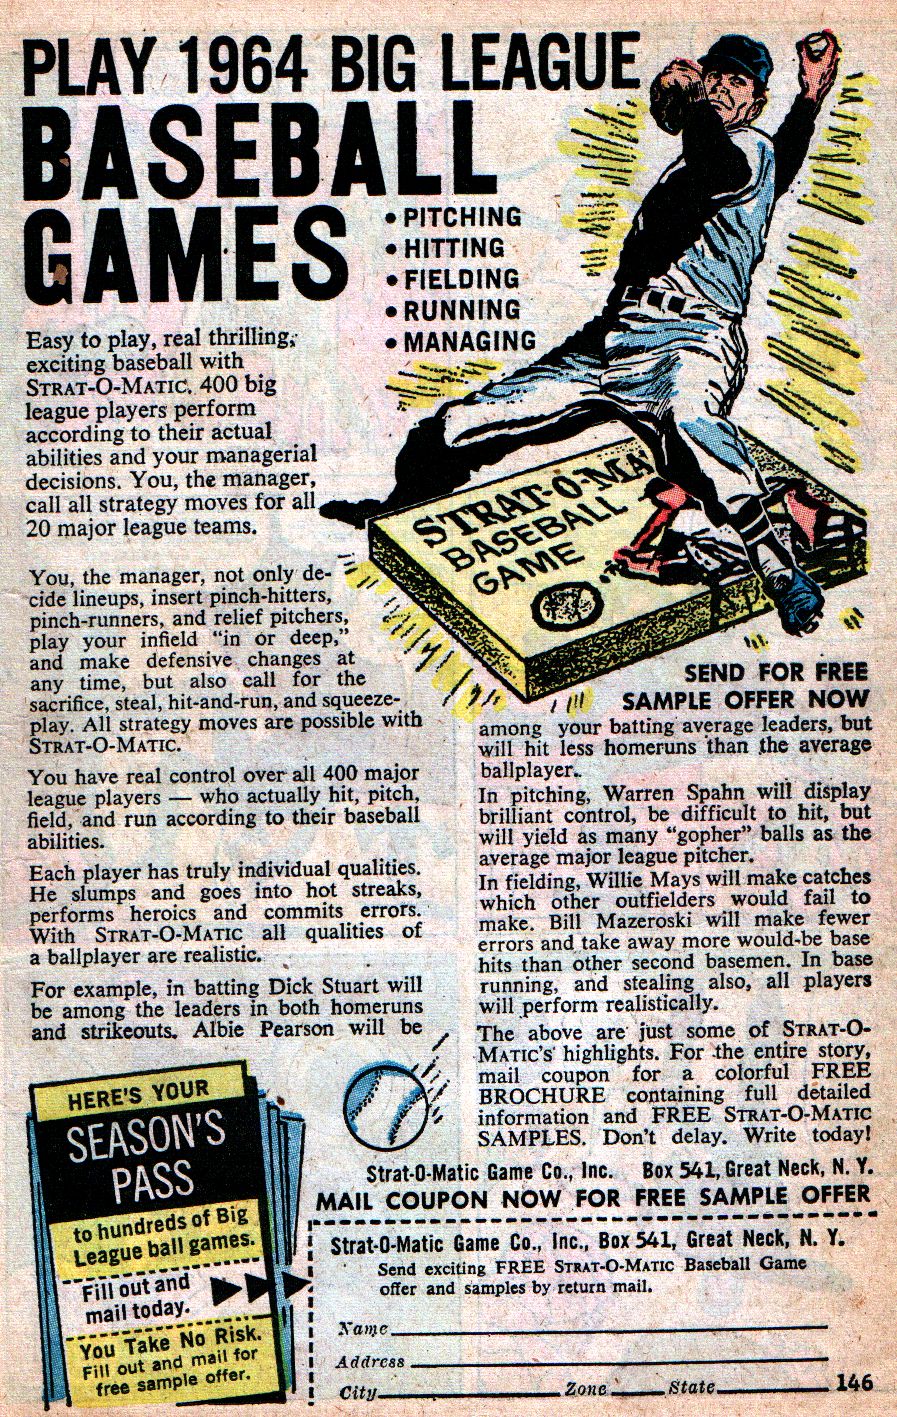 PLAY 1964 BIG LEAGUE
BASEBALL
GAMES
• PITCHING
• HITTING
• FIELDING
• RUNNING
• MANAGING
Easy to play, real thrilling,
exciting baseball with
STRAT-O-MATIC. 400 big
league players perform
according to their actual
abilities and your managerial
decisions. You, the manager,
call all strategy moves for all
20 major league teams.
STRAT-O-MA
BASEBALL
GAME
You, the manager, not only de-
cide lineups, insert pinch-hitters,
pinch-runners, and relief pitchers,
play your infield "in or deep,"
and make defensive changes at
any time, but also call for the
sacrifice, steal, hit-and-run, and squeeze-
play. All strategy moves are possible with
STRAT-O-MATIC.
You have real control over all 400 major
league players — who actually hit, pitch,
field, and run according to their baseball
abilities.
Each player has truly individual qualities.
He slumps and goes into hot streaks,
performs heroics and commits errors.
With STRAT-O-MATIC all qualities of
a ballplayer are realistic.
For example, in batting Dick Stuart will
be among the leaders in both homeruns
and strikeouts. Albie Pearson will be
SEND FOR FREE
SAMPLE OFFER NOW
among your batting average leaders, but
will hit less homeruns than the average
ballplayer.
In pitching, Warren Spahn will display
brilliant control, be difficult to hit, but
will yield as many "gopher" balls as the
average major league pitcher.
In fielding, Willie Mays will make catches
which other outfielders would fail to
make. Bill Mazeroski will make fewer
errors and take away more would-be base
hits than other second basemen. In base
running, and stealing also, all players
will perform realistically.
The above are just some of STRAT-O-
MATIC'S highlights. For the entire story,
mail coupon for a colorful FREE
BROCHURE containing full detailed
information and FREE STRAT-O-MATIC
SAMPLES. Don't delay. Write today!
Strat-O-Matic Game Co., Inc. Box 541, Great Neck, N. Y.
MAIL COUPON NOW FOR FREE SAMPLE OFFER
HERE'S YOUR
SEASON'S
PASS
to hundreds of Big
League ball games.
Fill out and
mail today.
You Take No Risk.
Fill out and mail for
free sample offer.
Strat-O-Matic Game Co., Inc., Box 541, Great Neck, N. Y.
Send exciting FREE STRAT-O-MATIC Baseball Game
offer and samples by return mail.
Name
Address
City Zone State
146